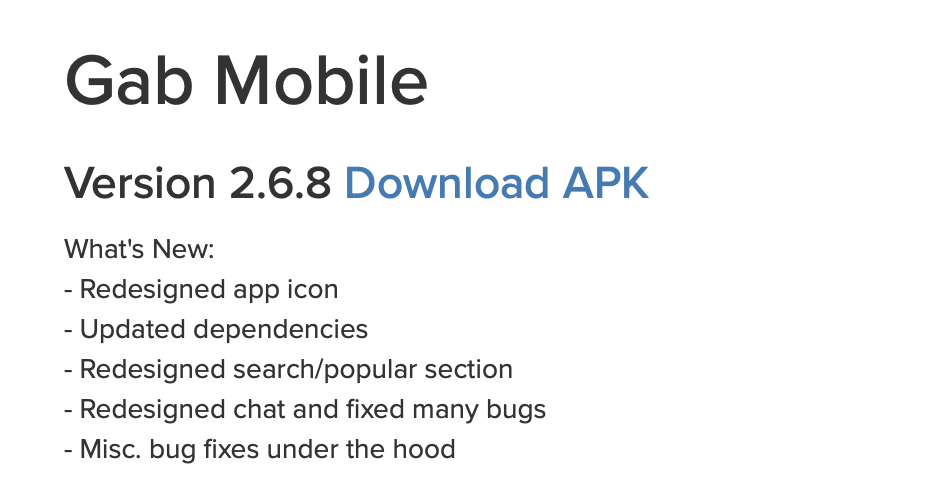 Gab Mobile
Version 2.6.8 Download APK
What's New:
- Redesigned app icon
- Updated dependencies
- Redesigned search/popular section
- Redesigned chat and fixed many bugs
- Misc. bug fixes under the hood